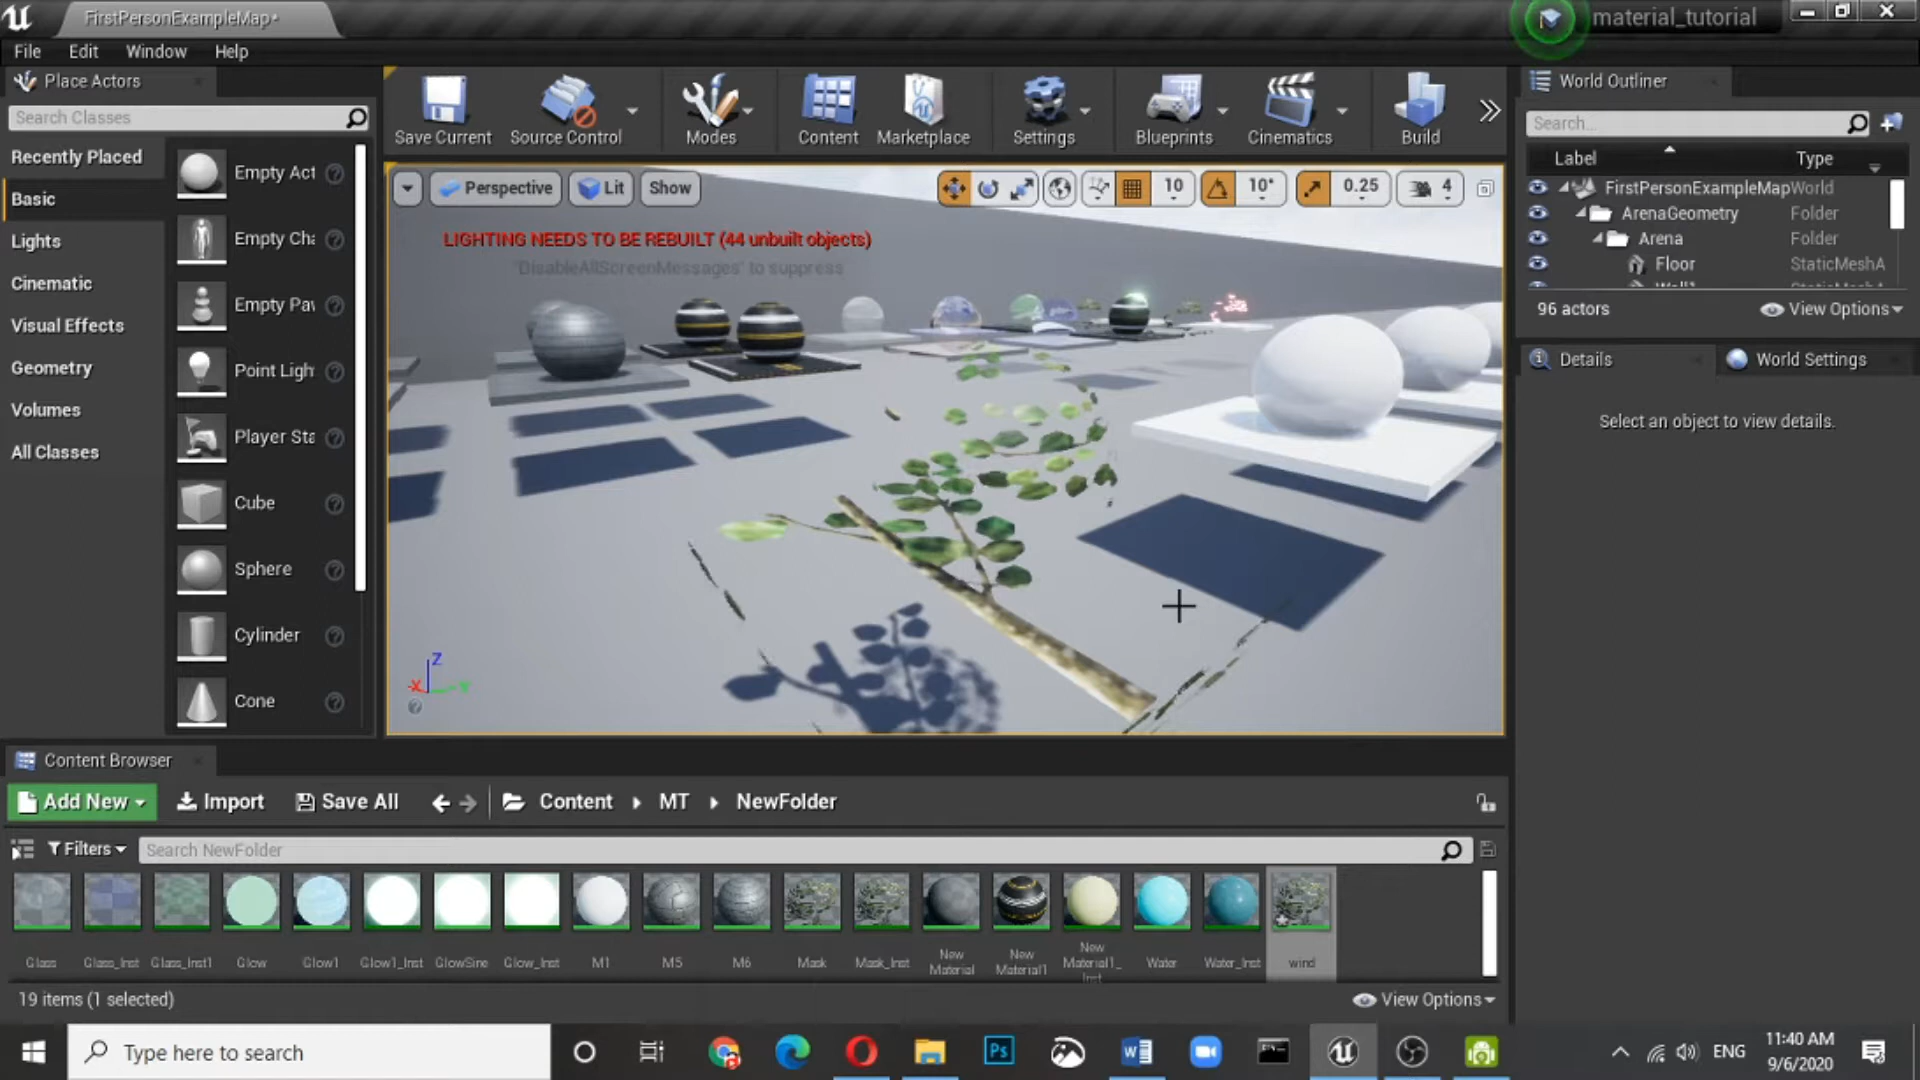 FirstPersonExampleMap*
material_tutorial
File Edit Window Help
Place Actors
Search Classes
Recently Placed
Basic
Lights
Cinematic
Visual Effects
Geometry
Volumes
All Classes
Empty Act
Empty Cha
Empty Pav
Point Ligh
Player Sta
Cube
Sphere
Cylinder
Cone
Save Current
Source Control
Modes
Content
Marketplace
Settings
Blueprints
Cinematics
Build
Perspective
Lit
Show
10
10°
0.25
4
LIGHTING NEEDS TO BE REBUILT (44 unbuilt objects)
'DisableAllScreenMessages' to suppress
Z
X
Y
World Outliner
Search...
Label Type
FirstPersonExampleMap World
ArenaGeometry Folder
Arena Folder
Floor StaticMeshA
96 actors
View Options
Details
World Settings
Select an object to view details.
Content Browser
Add New
Import
Save All
Content
MT
NewFolder
Filters
Search NewFolder
Glass
Glass_Inst
Glass_Inst1
Glow
Glow1
Glow1_Inst
GlowSine
Glow_Inst
M1
M5
M6
Mask
Mask_Inst
New
Material
New
Material1
New
Material1_
Inst
Water
Water_Inst
wind
19 items (1 selected)
View Options
Type here to search
Ps
ENG
11:40 AM
9/6/2020